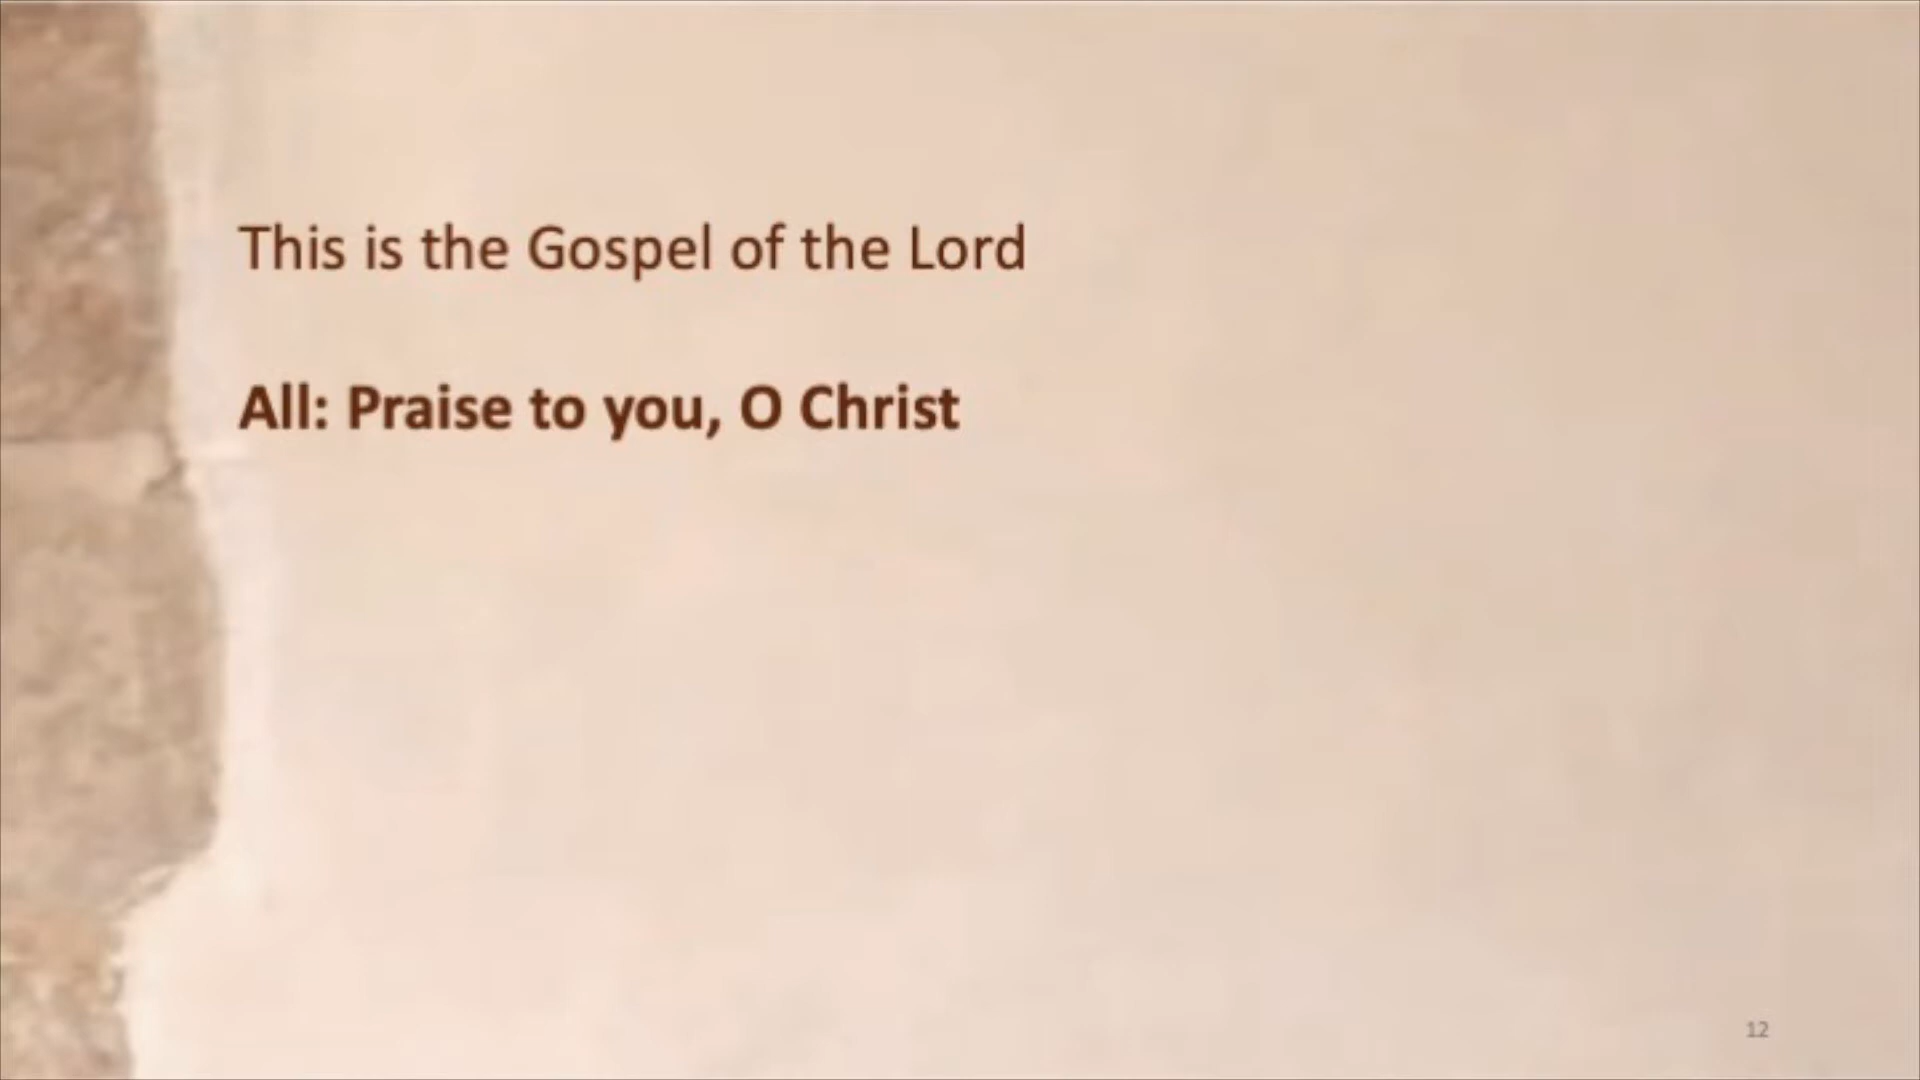 This is the Gospel of the Lord
All: Praise to you, O Christ
12